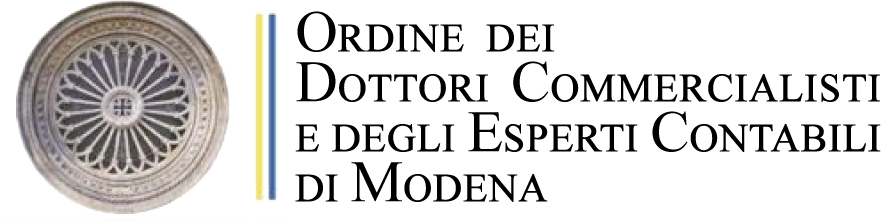 Ordine dei
Dottori Commercialisti
e degli Esperti Contabili
di Modena